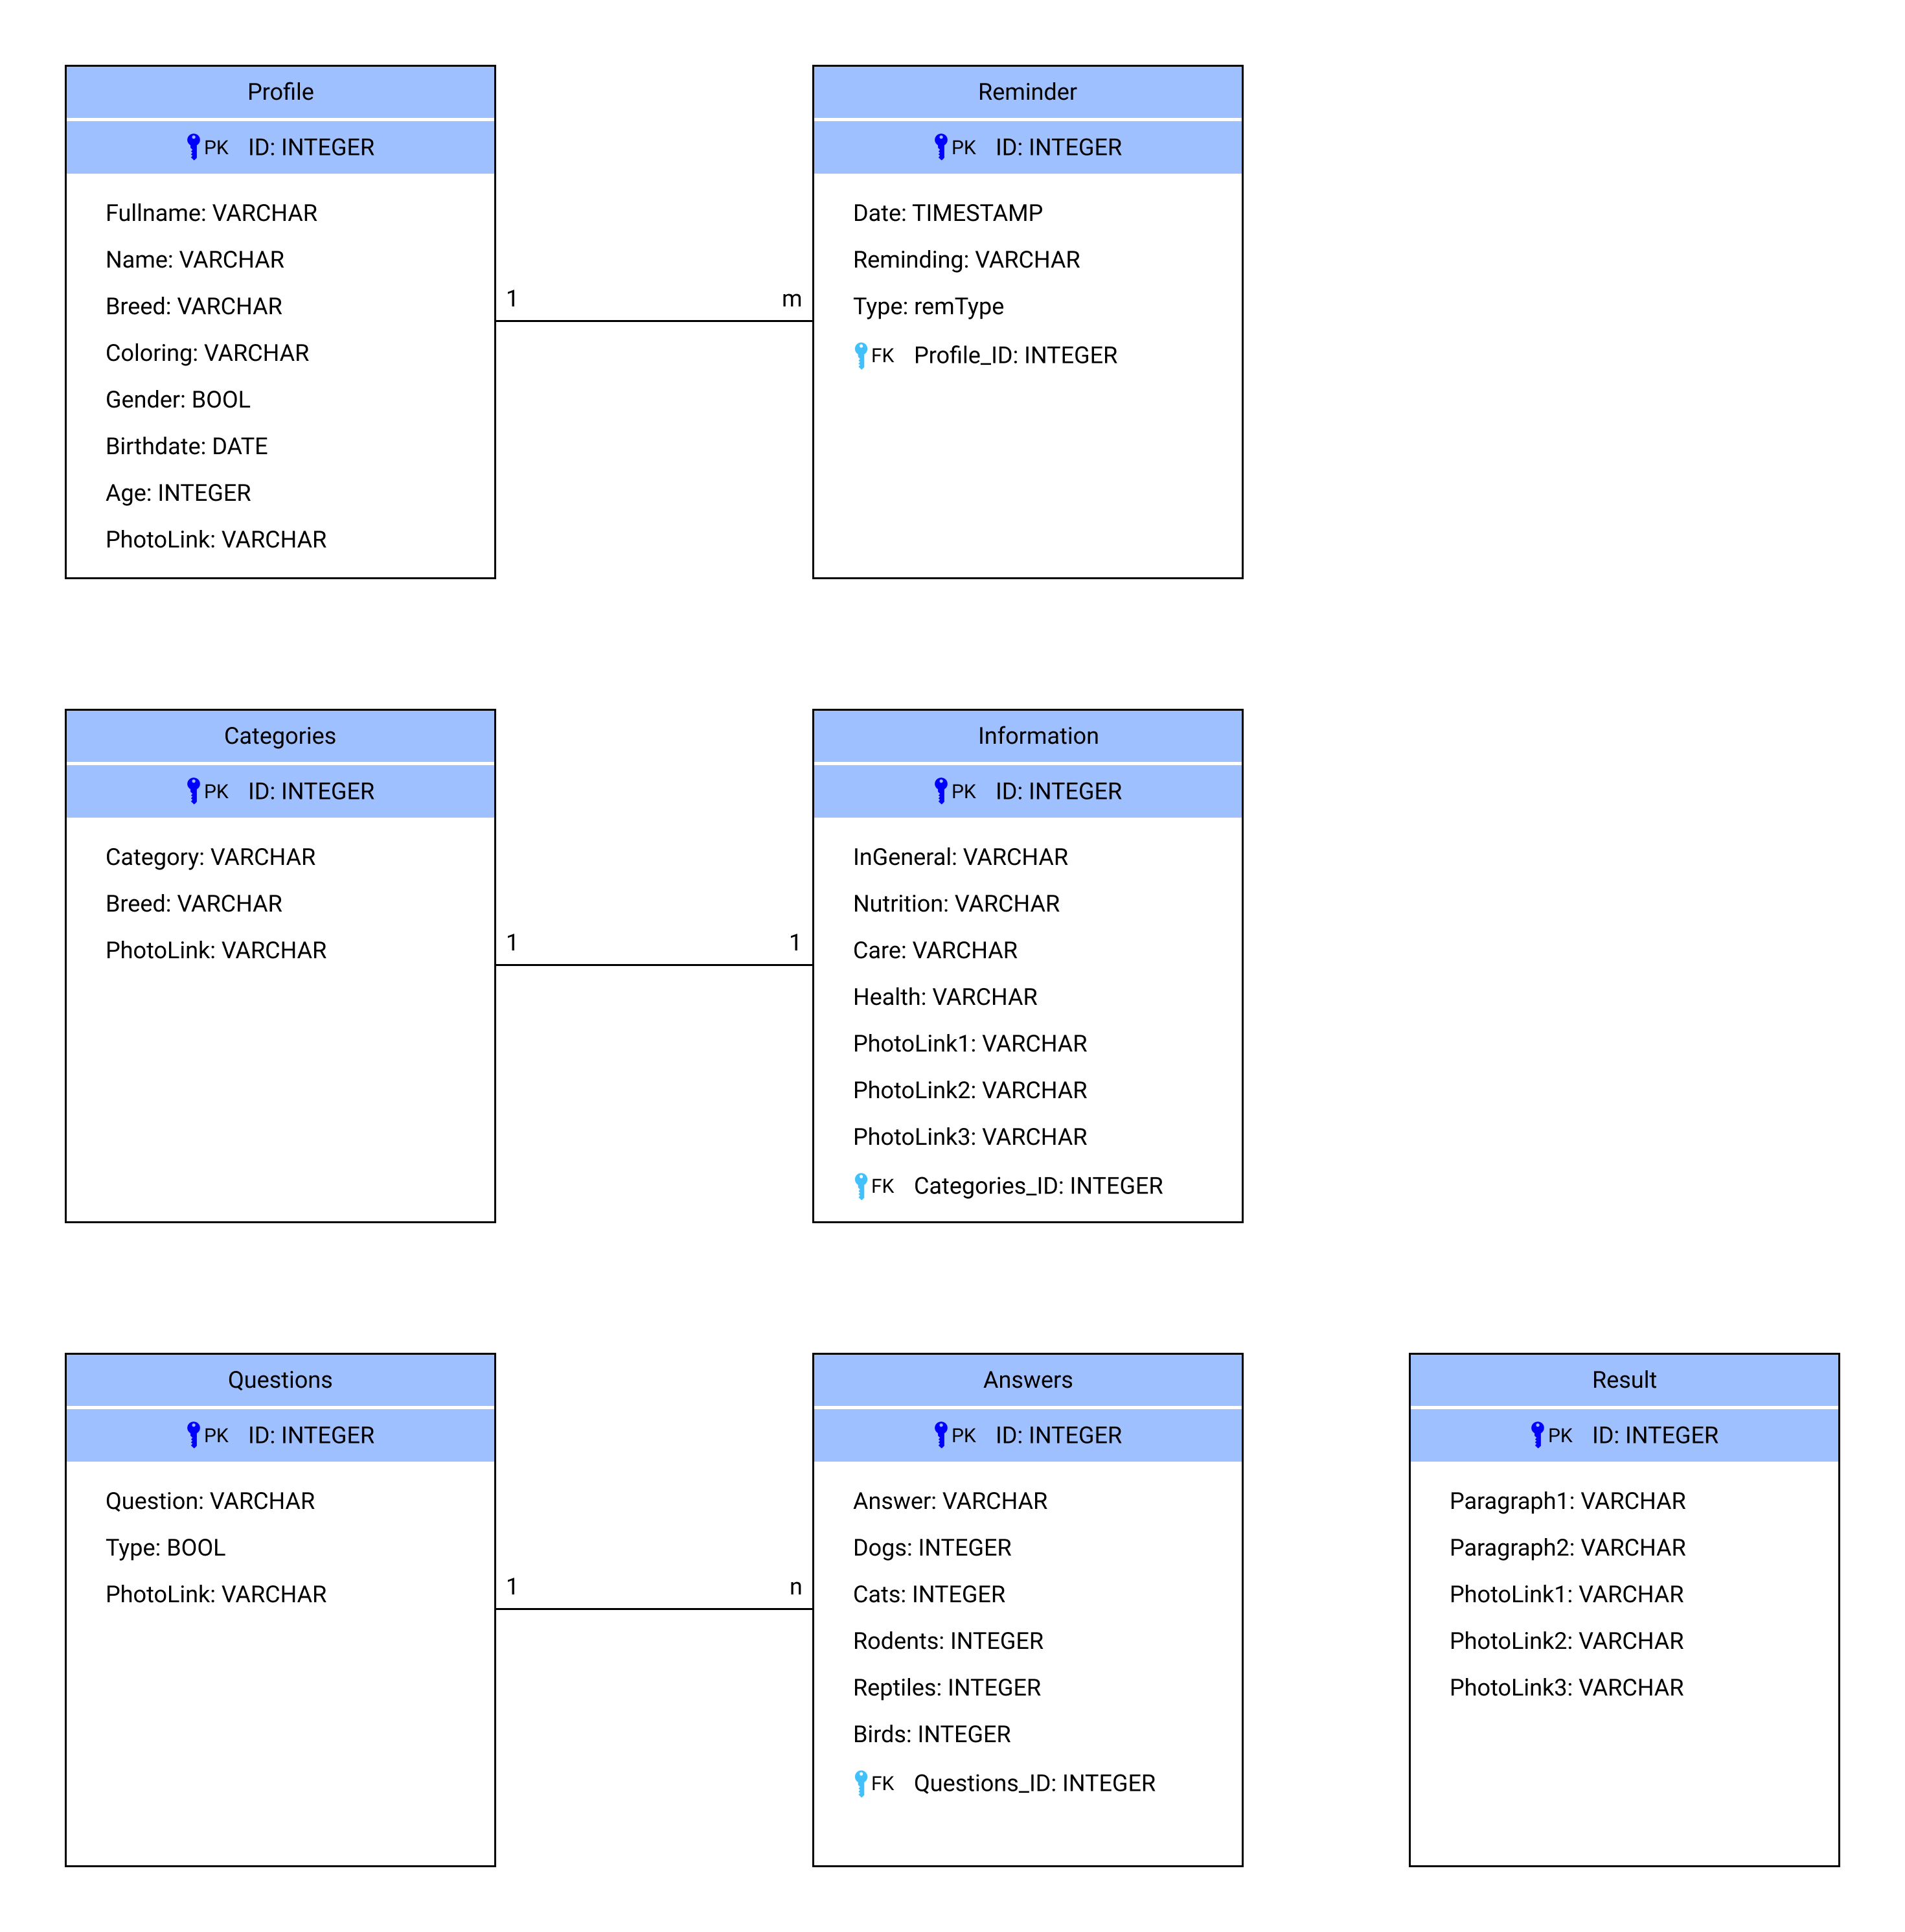 Profile
PK ID: INTEGER
Fullname: VARCHAR
Name: VARCHAR
Breed: VARCHAR
Coloring: VARCHAR
Gender: BOOL
Birthdate: DATE
Age: INTEGER
PhotoLink: VARCHAR
1
m
Reminder
PK ID: INTEGER
Date: TIMESTAMP
Reminding: VARCHAR
Type: remType
FK Profile_ID: INTEGER
Categories
PK ID: INTEGER
Category: VARCHAR
Breed: VARCHAR
PhotoLink: VARCHAR
1
1
Information
PK ID: INTEGER
InGeneral: VARCHAR
Nutrition: VARCHAR
Care: VARCHAR
Health: VARCHAR
PhotoLink1: VARCHAR
PhotoLink2: VARCHAR
PhotoLink3: VARCHAR
FK Categories_ID: INTEGER
Questions
PK ID: INTEGER
Question: VARCHAR
Type: BOOL
PhotoLink: VARCHAR
1
n
Answers
PK ID: INTEGER
Answer: VARCHAR
Dogs: INTEGER
Cats: INTEGER
Rodents: INTEGER
Reptiles: INTEGER
Birds: INTEGER
FK Questions_ID: INTEGER
Result
PK ID: INTEGER
Paragraph1: VARCHAR
Paragraph2: VARCHAR
PhotoLink1: VARCHAR
PhotoLink2: VARCHAR
PhotoLink3: VARCHAR